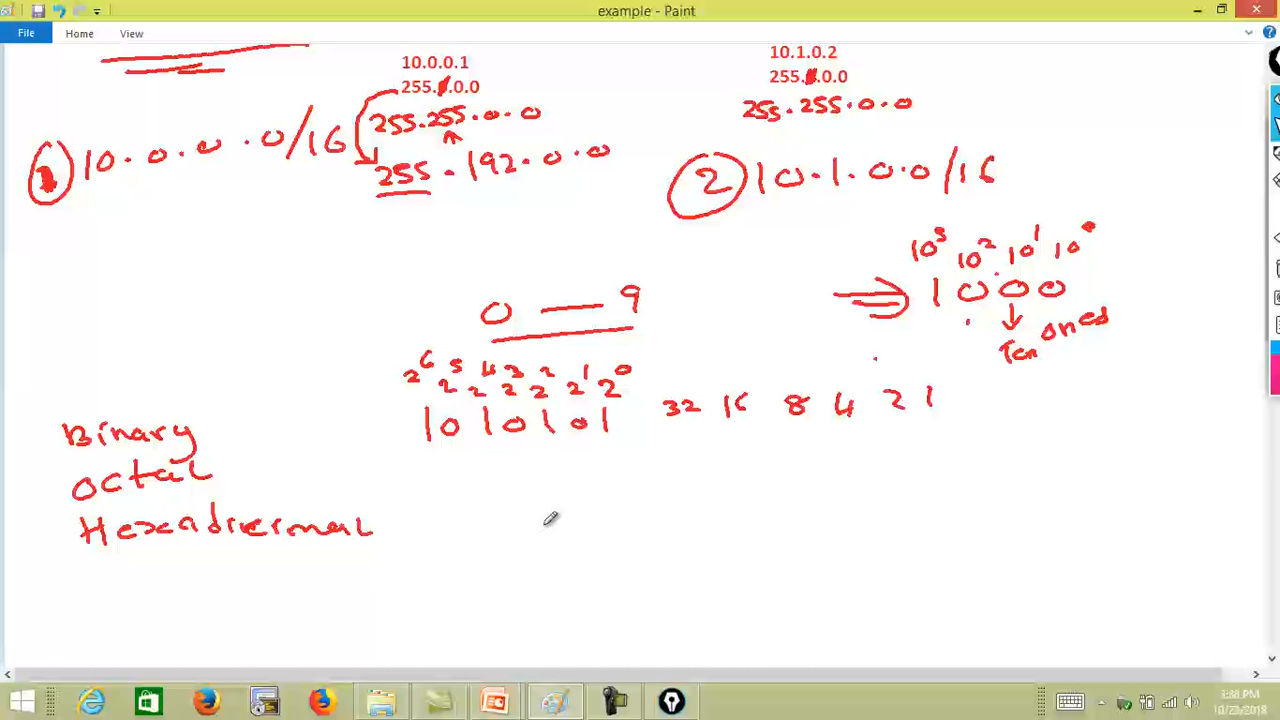 example - Paint
File Home View
10.0.0.1
255. .0.0
255.255.0.0
255.192.0.0
10.0.0.0/16
10.1.0.2
255. .0.0
255.255.0.0
2 10.1.0.0/16
10³ 10² 10¹ 10⁰
1 0 0 0
Ten ones
0 — 9
2⁶ 2⁵ 2⁴ 2³ 2² 2¹ 2⁰
1 0 1 0 1 0 1
32 16 8 4 2 1
Binary
octal
10/23/2018